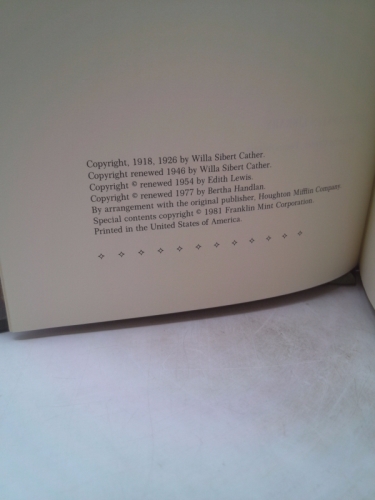 Copyright, 1918, 1926 by Willa Sibert Cather.
Copyright renewed 1946 by Willa Sibert Cather.
Copyright © renewed 1954 by Edith Lewis.
Copyright © renewed 1977 by Bertha Handlan.
By arrangement with the original publisher, Houghton Mifflin Company
Special contents copyright © 1981 Franklin Mint Corporation.
Printed in the United States of America.